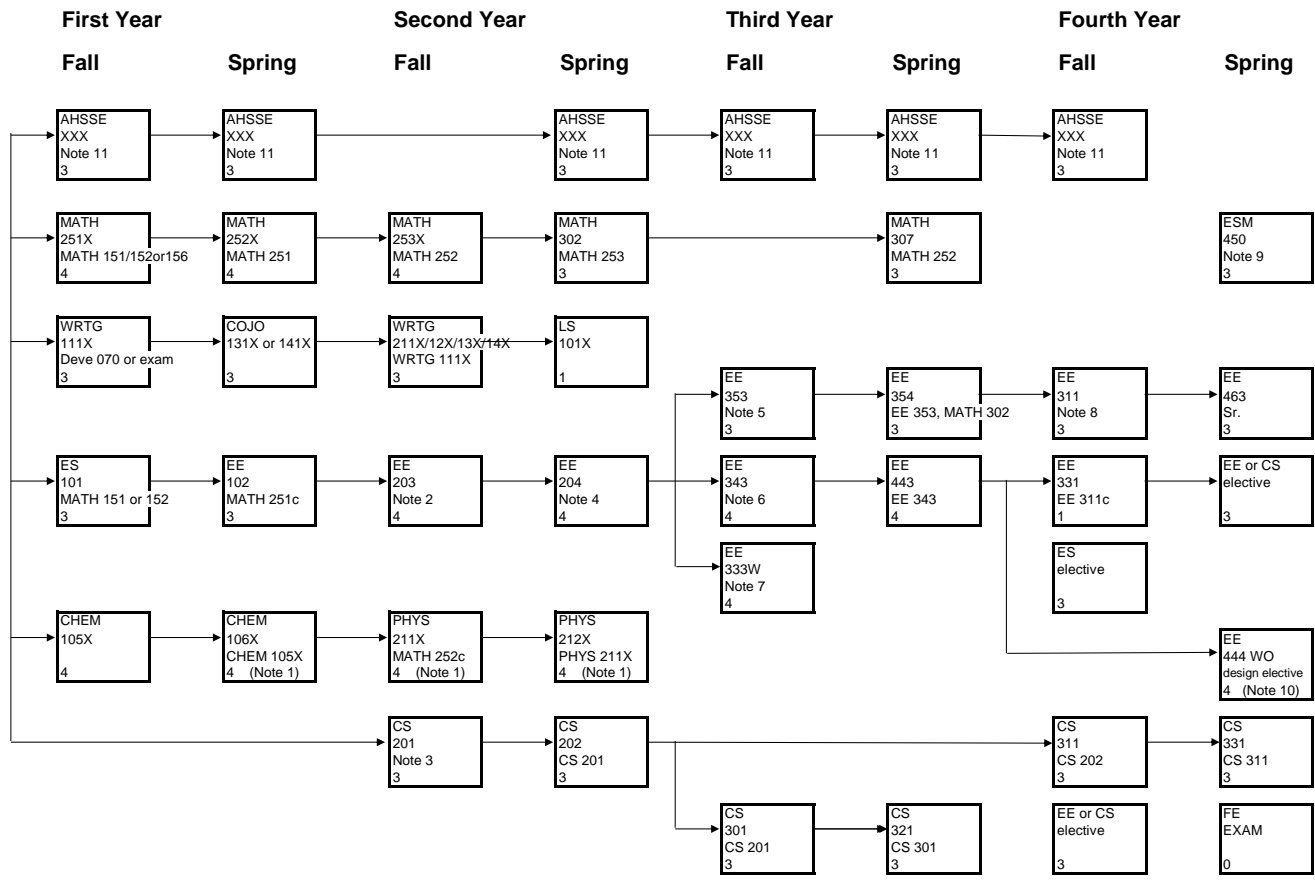 First Year
Second Year
Third Year
Fourth Year
Fall
Spring
Fall
Spring
Fall
Spring
Fall
Spring
AHSSE
XXX
Note 11
3
AHSSE
XXX
Note 11
3
AHSSE
XXX
Note 11
3
AHSSE
XXX
Note 11
3
AHSSE
XXX
Note 11
3
AHSSE
XXX
Note 11
3
MATH
251X
MATH 151/152or156
4
MATH
252X
MATH 251
4
MATH
253X
MATH 252
4
MATH
302
MATH 253
3
MATH
307
MATH 252
3
ESM
450
Note 9
3
WRTG
111X
Deve 070 or exam
3
COJO
131X or 141X
3
WRTG
211X/12X/13X/14X
WRTG 111X
3
LS
101X
1
EE
353
Note 5
3
EE
354
EE 353, MATH 302
3
EE
311
Note 8
3
EE
463
Sr.
3
ES
101
MATH 151 or 152
3
EE
102
MATH 251c
3
EE
203
Note 2
4
EE
204
Note 4
4
EE
343
Note 6
4
EE
443
EE 343
4
EE
331
EE 311c
1
EE or CS
elective
3
EE
333W
Note 7
4
ES
elective
3
CHEM
105X
4
CHEM
106X
CHEM 105X
4 (Note 1)
PHYS
211X
MATH 252c
4 (Note 1)
PHYS
212X
PHYS 211X
4 (Note 1)
EE
444 WO
design elective
4 (Note 10)
CS
201
Note 3
3
CS
202
CS 201
3
CS
311
CS 202
3
CS
331
CS 311
3
CS
301
CS 201
3
CS
321
CS 301
3
EE or CS
elective
3
FE
EXAM
0